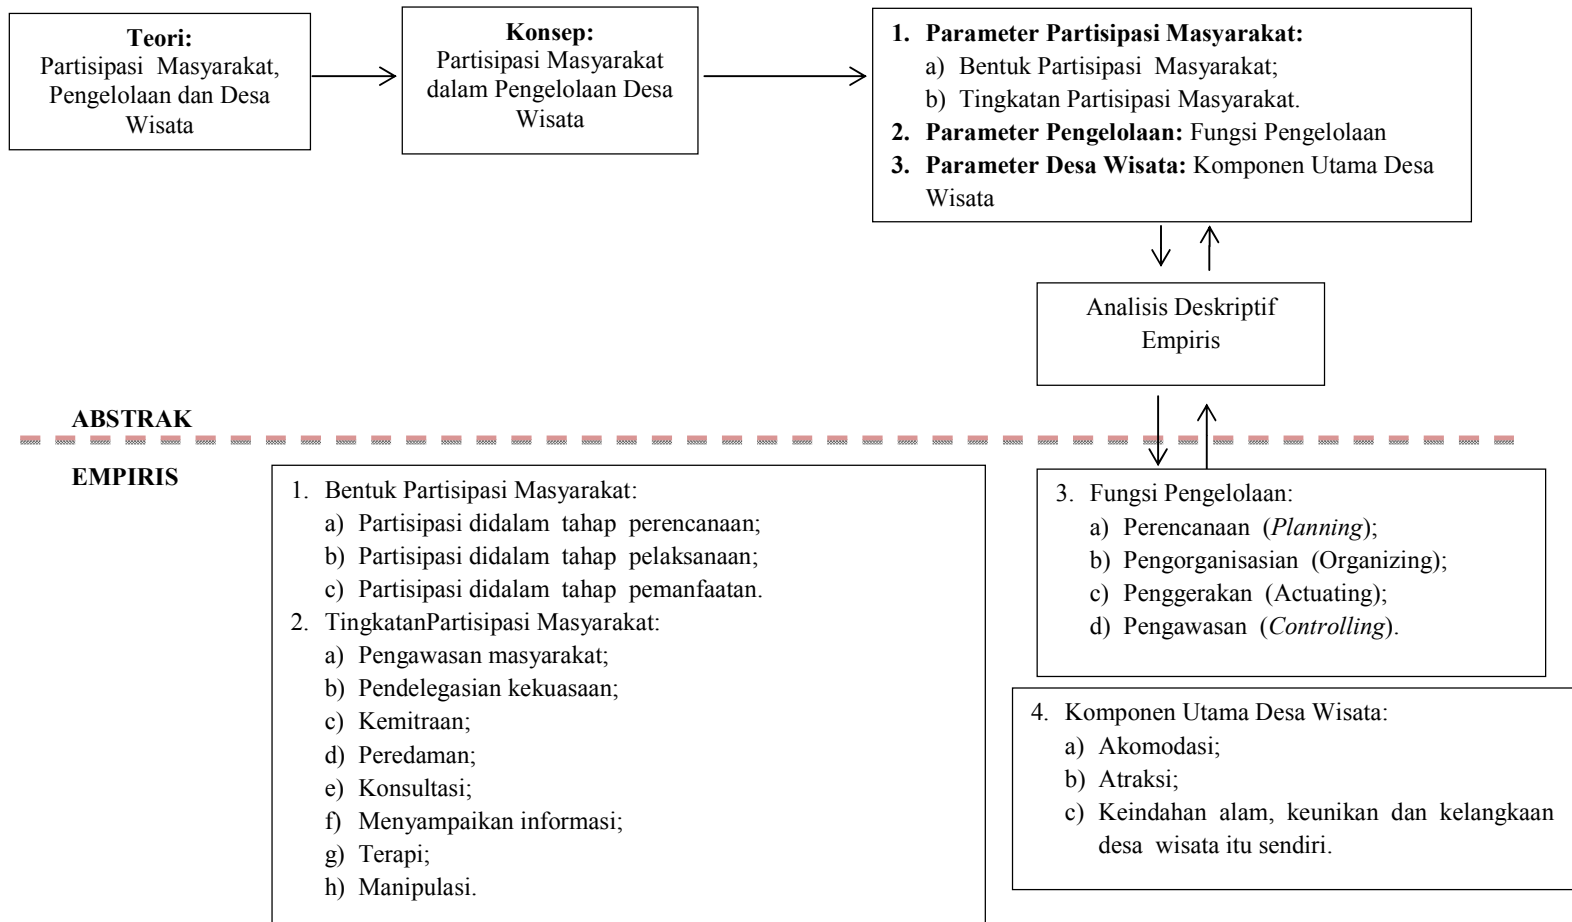 Teori:
Partisipasi Masyarakat,
Pengelolaan dan Desa
Wisata
Konsep:
Partisipasi Masyarakat
dalam Pengelolaan Desa
Wisata
1. Parameter Partisipasi Masyarakat:
a) Bentuk Partisipasi Masyarakat;
b) Tingkatan Partisipasi Masyarakat.
2. Parameter Pengelolaan: Fungsi Pengelolaan
3. Parameter Desa Wisata: Komponen Utama Desa
Wisata
Analisis Deskriptif
Empiris
ABSTRAK
EMPIRIS
1. Bentuk Partisipasi Masyarakat:
a) Partisipasi didalam tahap perencanaan;
b) Partisipasi didalam tahap pelaksanaan;
c) Partisipasi didalam tahap pemanfaatan.
2. TingkatanPartisipasi Masyarakat:
a) Pengawasan masyarakat;
b) Pendelegasian kekuasaan;
c) Kemitraan;
d) Peredaman;
e) Konsultasi;
f) Menyampaikan informasi;
g) Terapi;
h) Manipulasi.
3. Fungsi Pengelolaan:
a) Perencanaan (Planning);
b) Pengorganisasian (Organizing);
c) Penggerakan (Actuating);
d) Pengawasan (Controlling).
4. Komponen Utama Desa Wisata:
a) Akomodasi;
b) Atraksi;
c) Keindahan alam, keunikan dan kelangkaan
desa wisata itu sendiri.